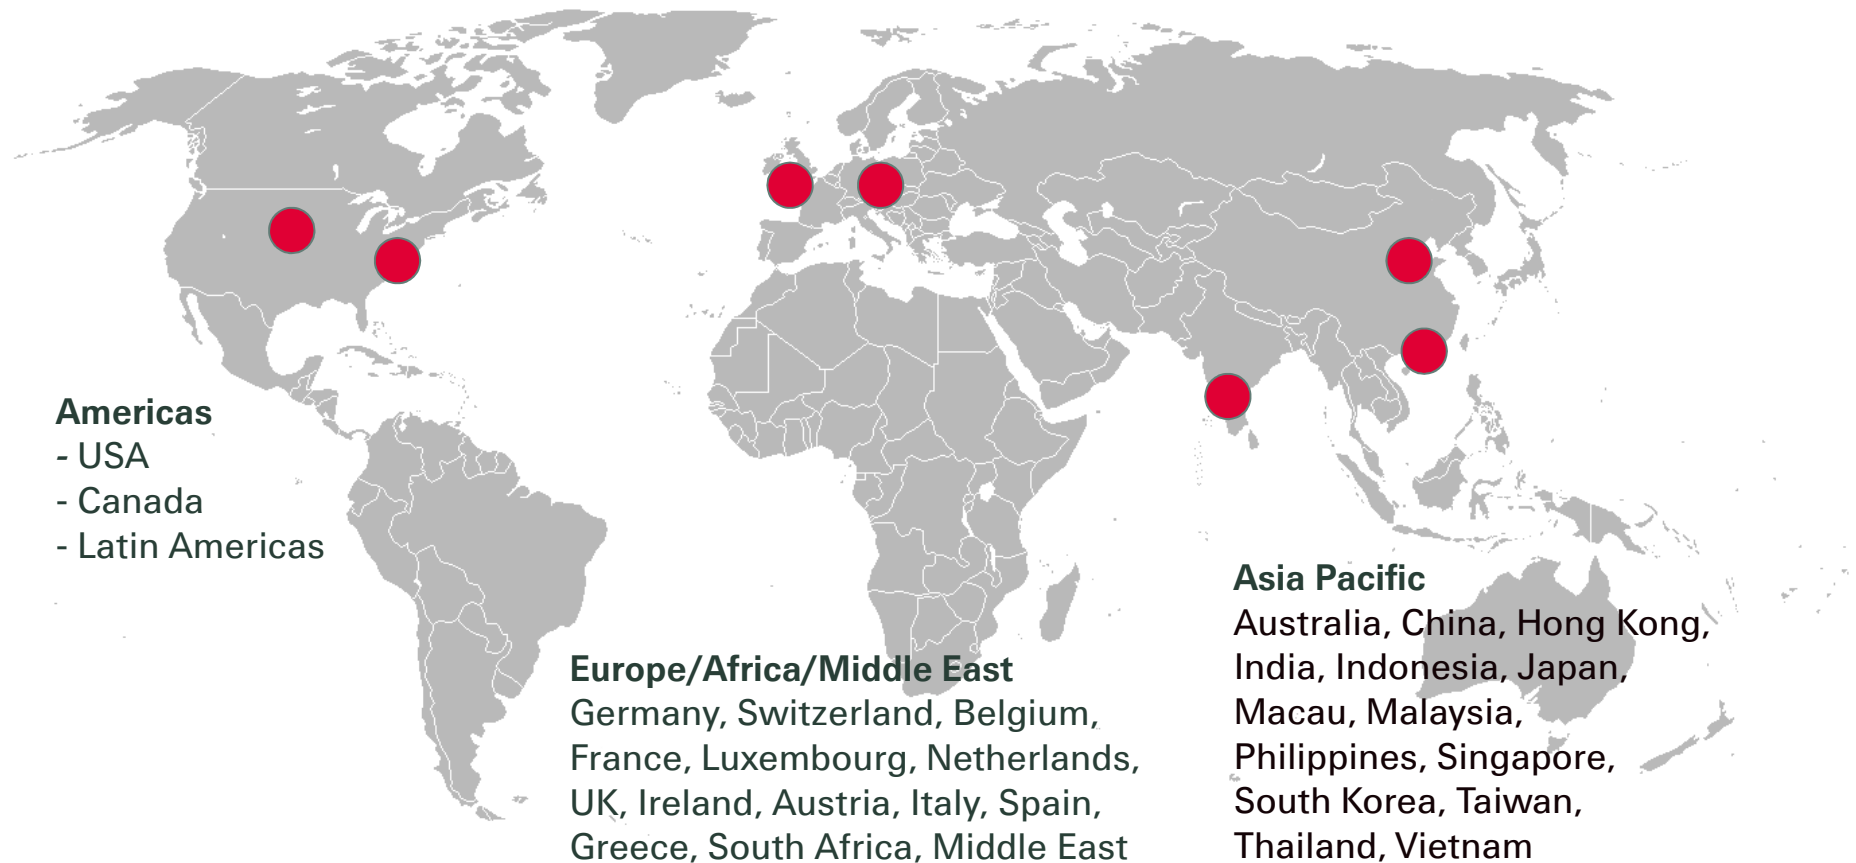 Americas
- USA
- Canada
- Latin Americas
Europe/Africa/Middle East
Germany, Switzerland, Belgium,
France, Luxembourg, Netherlands,
UK, Ireland, Austria, Italy, Spain,
Greece, South Africa, Middle East
Asia Pacific
Australia, China, Hong Kong,
India, Indonesia, Japan,
Macau, Malaysia,
Philippines, Singapore,
South Korea, Taiwan,
Thailand, Vietnam